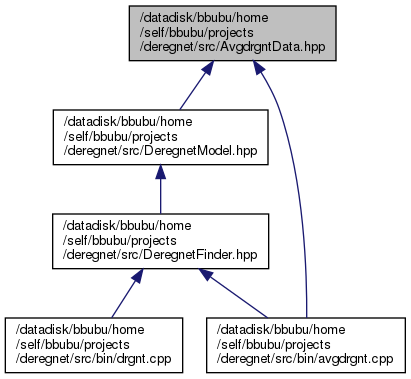 /datadisk/bbubu/home
/self/bbubu/projects
/deregnet/src/AvgdrgntData.hpp
/datadisk/bbubu/home
/self/bbubu/projects
/deregnet/src/DeregnetModel.hpp
/datadisk/bbubu/home
/self/bbubu/projects
/deregnet/src/DeregnetFinder.hpp
/datadisk/bbubu/home
/self/bbubu/projects
/deregnet/src/bin/drgnt.cpp
/datadisk/bbubu/home
/self/bbubu/projects
/deregnet/src/bin/avgdrgnt.cpp